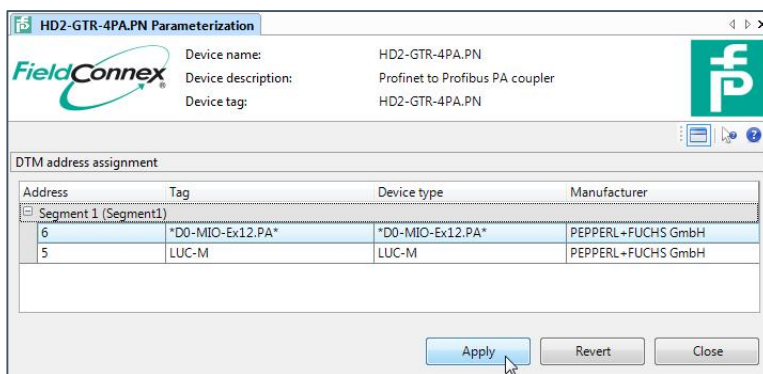 HD2-GTR-4PA.PN Parameterization
FieldConnex®
Device name: HD2-GTR-4PA.PN
Device description: Profinet to Profibus PA coupler
Device tag: HD2-GTR-4PA.PN
DTM address assignment
Address Tag Device type Manufacturer
Segment 1 (Segment1)
6 *D0-MIO-Ex12.PA* *D0-MIO-Ex12.PA* PEPPERL+FUCHS GmbH
5 LUC-M LUC-M PEPPERL+FUCHS GmbH
Apply Revert Close